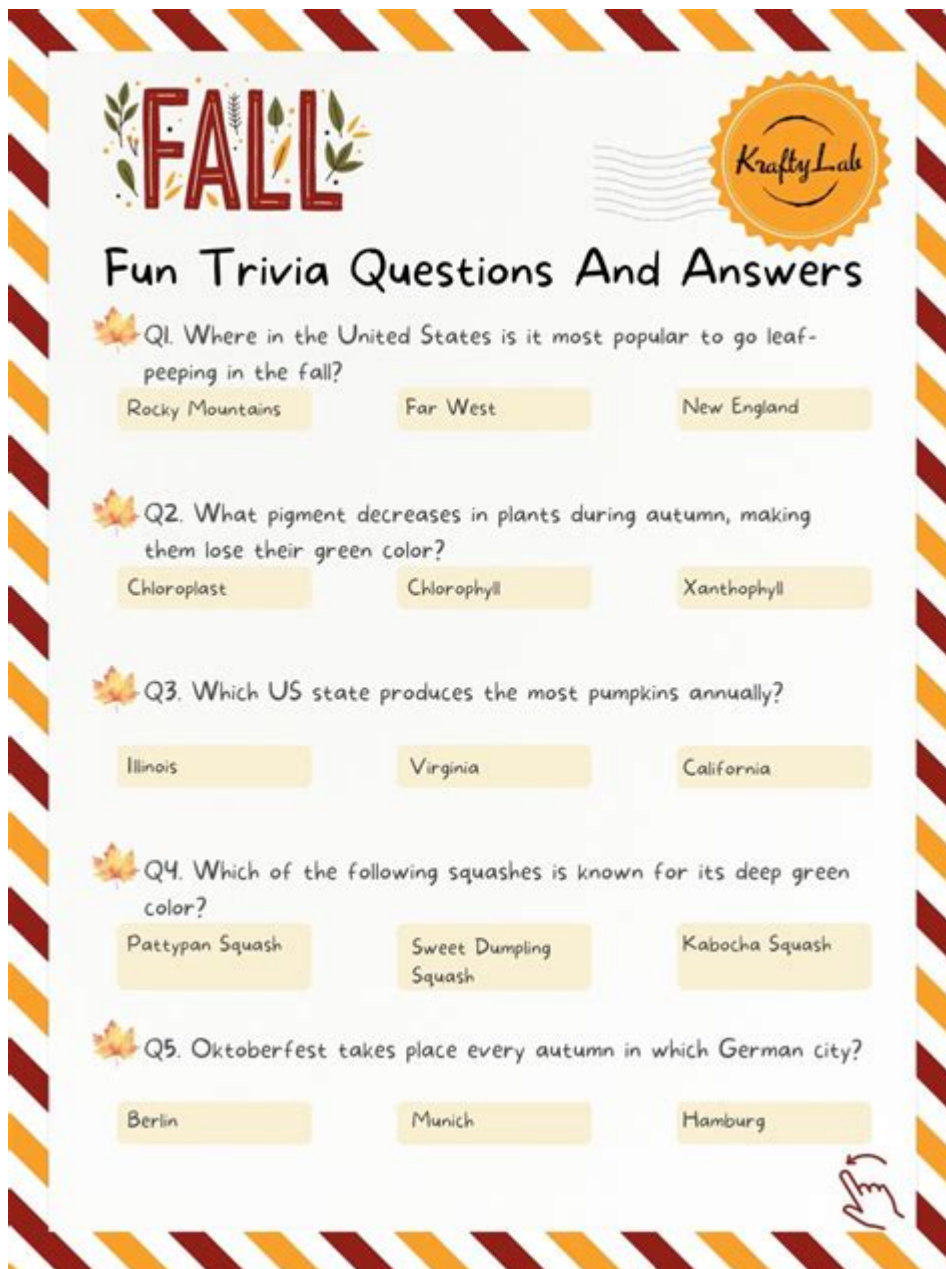 FALL
Krafty Lab
Fun Trivia Questions And Answers
Q1. Where in the United States is it most popular to go leaf-
peeping in the fall?
Rocky Mountains Far West New England
Q2. What pigment decreases in plants during autumn, making
them lose their green color?
Chloroplast Chlorophyll Xanthophyll
Q3. Which US state produces the most pumpkins annually?
Illinois Virginia California
Q4. Which of the following squashes is known for its deep green
color?
Pattypan Squash Sweet Dumpling Kabocha Squash
Squash
Q5. Oktoberfest takes place every autumn in which German city?
Berlin Munich Hamburg